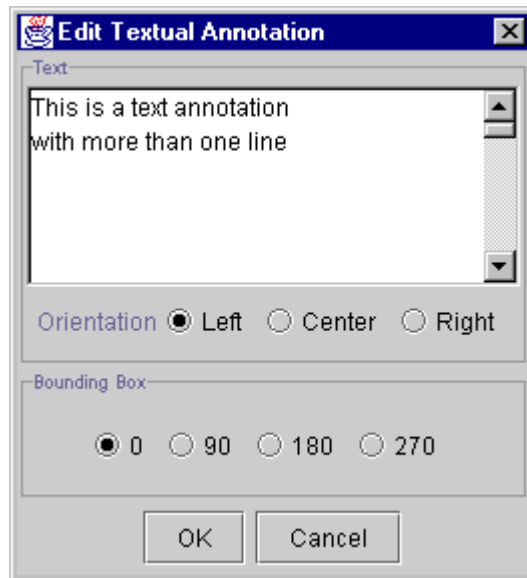 Edit Textual Annotation
Text
This is a text annotation
with more than one line
Orientation Left Center Right
Bounding Box
0 90 180 270
OK Cancel